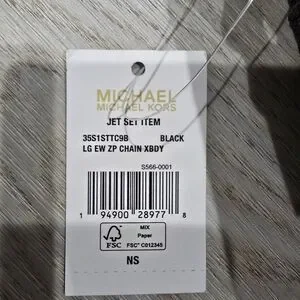 MICHAEL
MICHAEL KORS
JET SET ITEM
35S1STTC9B BLACK
LG EW ZP CHAIN XBDY
S566-0001
1 94900 28977 8
MIX
Paper
FSC
FSC® C012345
NS